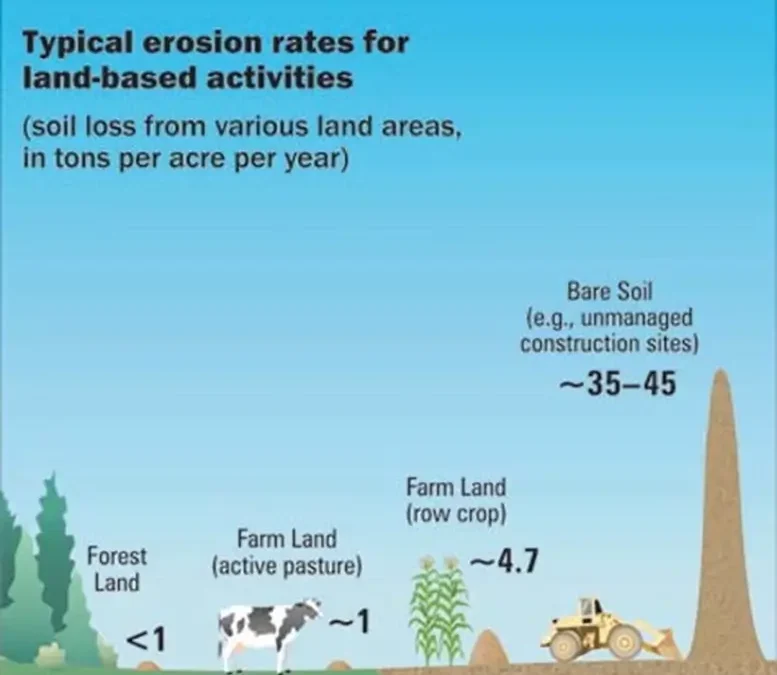 Typical erosion rates for
land-based activities
(soil loss from various land areas,
in tons per acre per year)
Bare Soil
(e.g., unmanaged
construction sites)
~35–45
Farm Land
(row crop)
~4.7
Farm Land
(active pasture)
~1
Forest
Land
<1